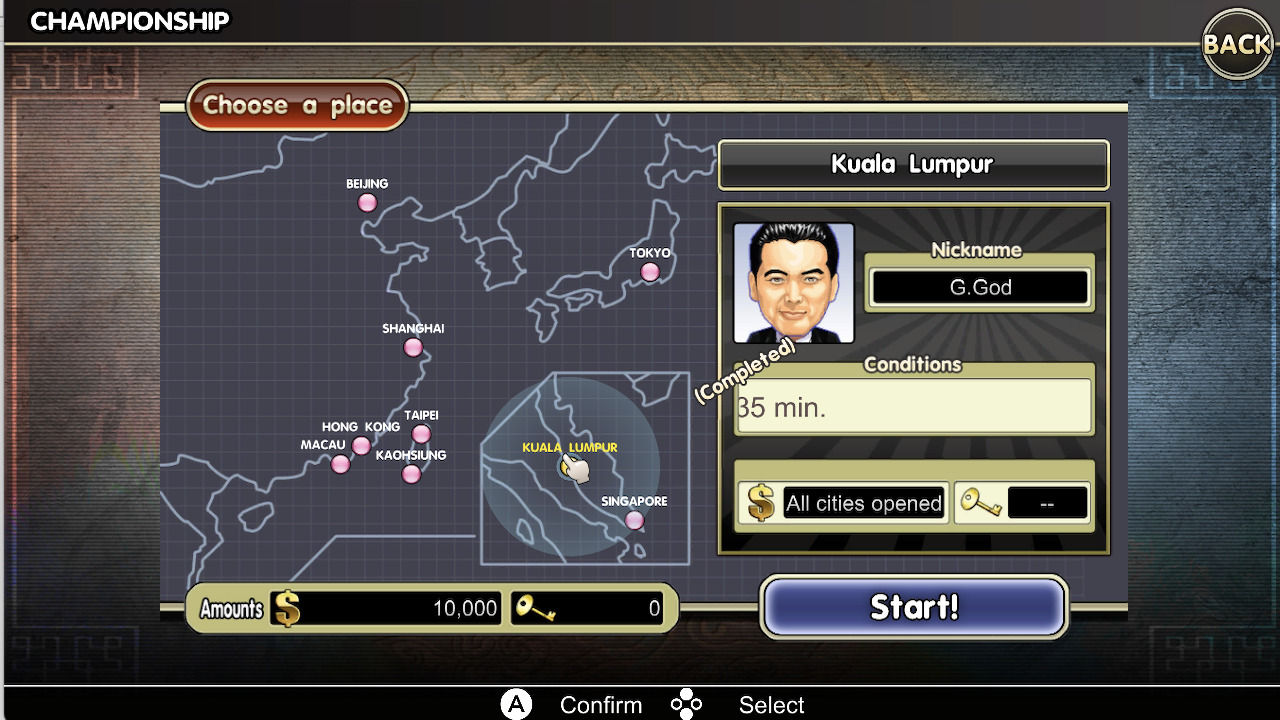 CHAMPIONSHIP
BACK
Choose a place
Kuala Lumpur
BEIJING
Nickname
TOKYO
G.God
SHANGHAI
(Completed)
Conditions
35 min.
TAIPEI
HONG KONG
MACAU
KAOHSIUNG
KUALA LUMPUR
SINGAPORE
$ All cities opened
--
Amounts $ 10,000
0
Start!
A Confirm Select